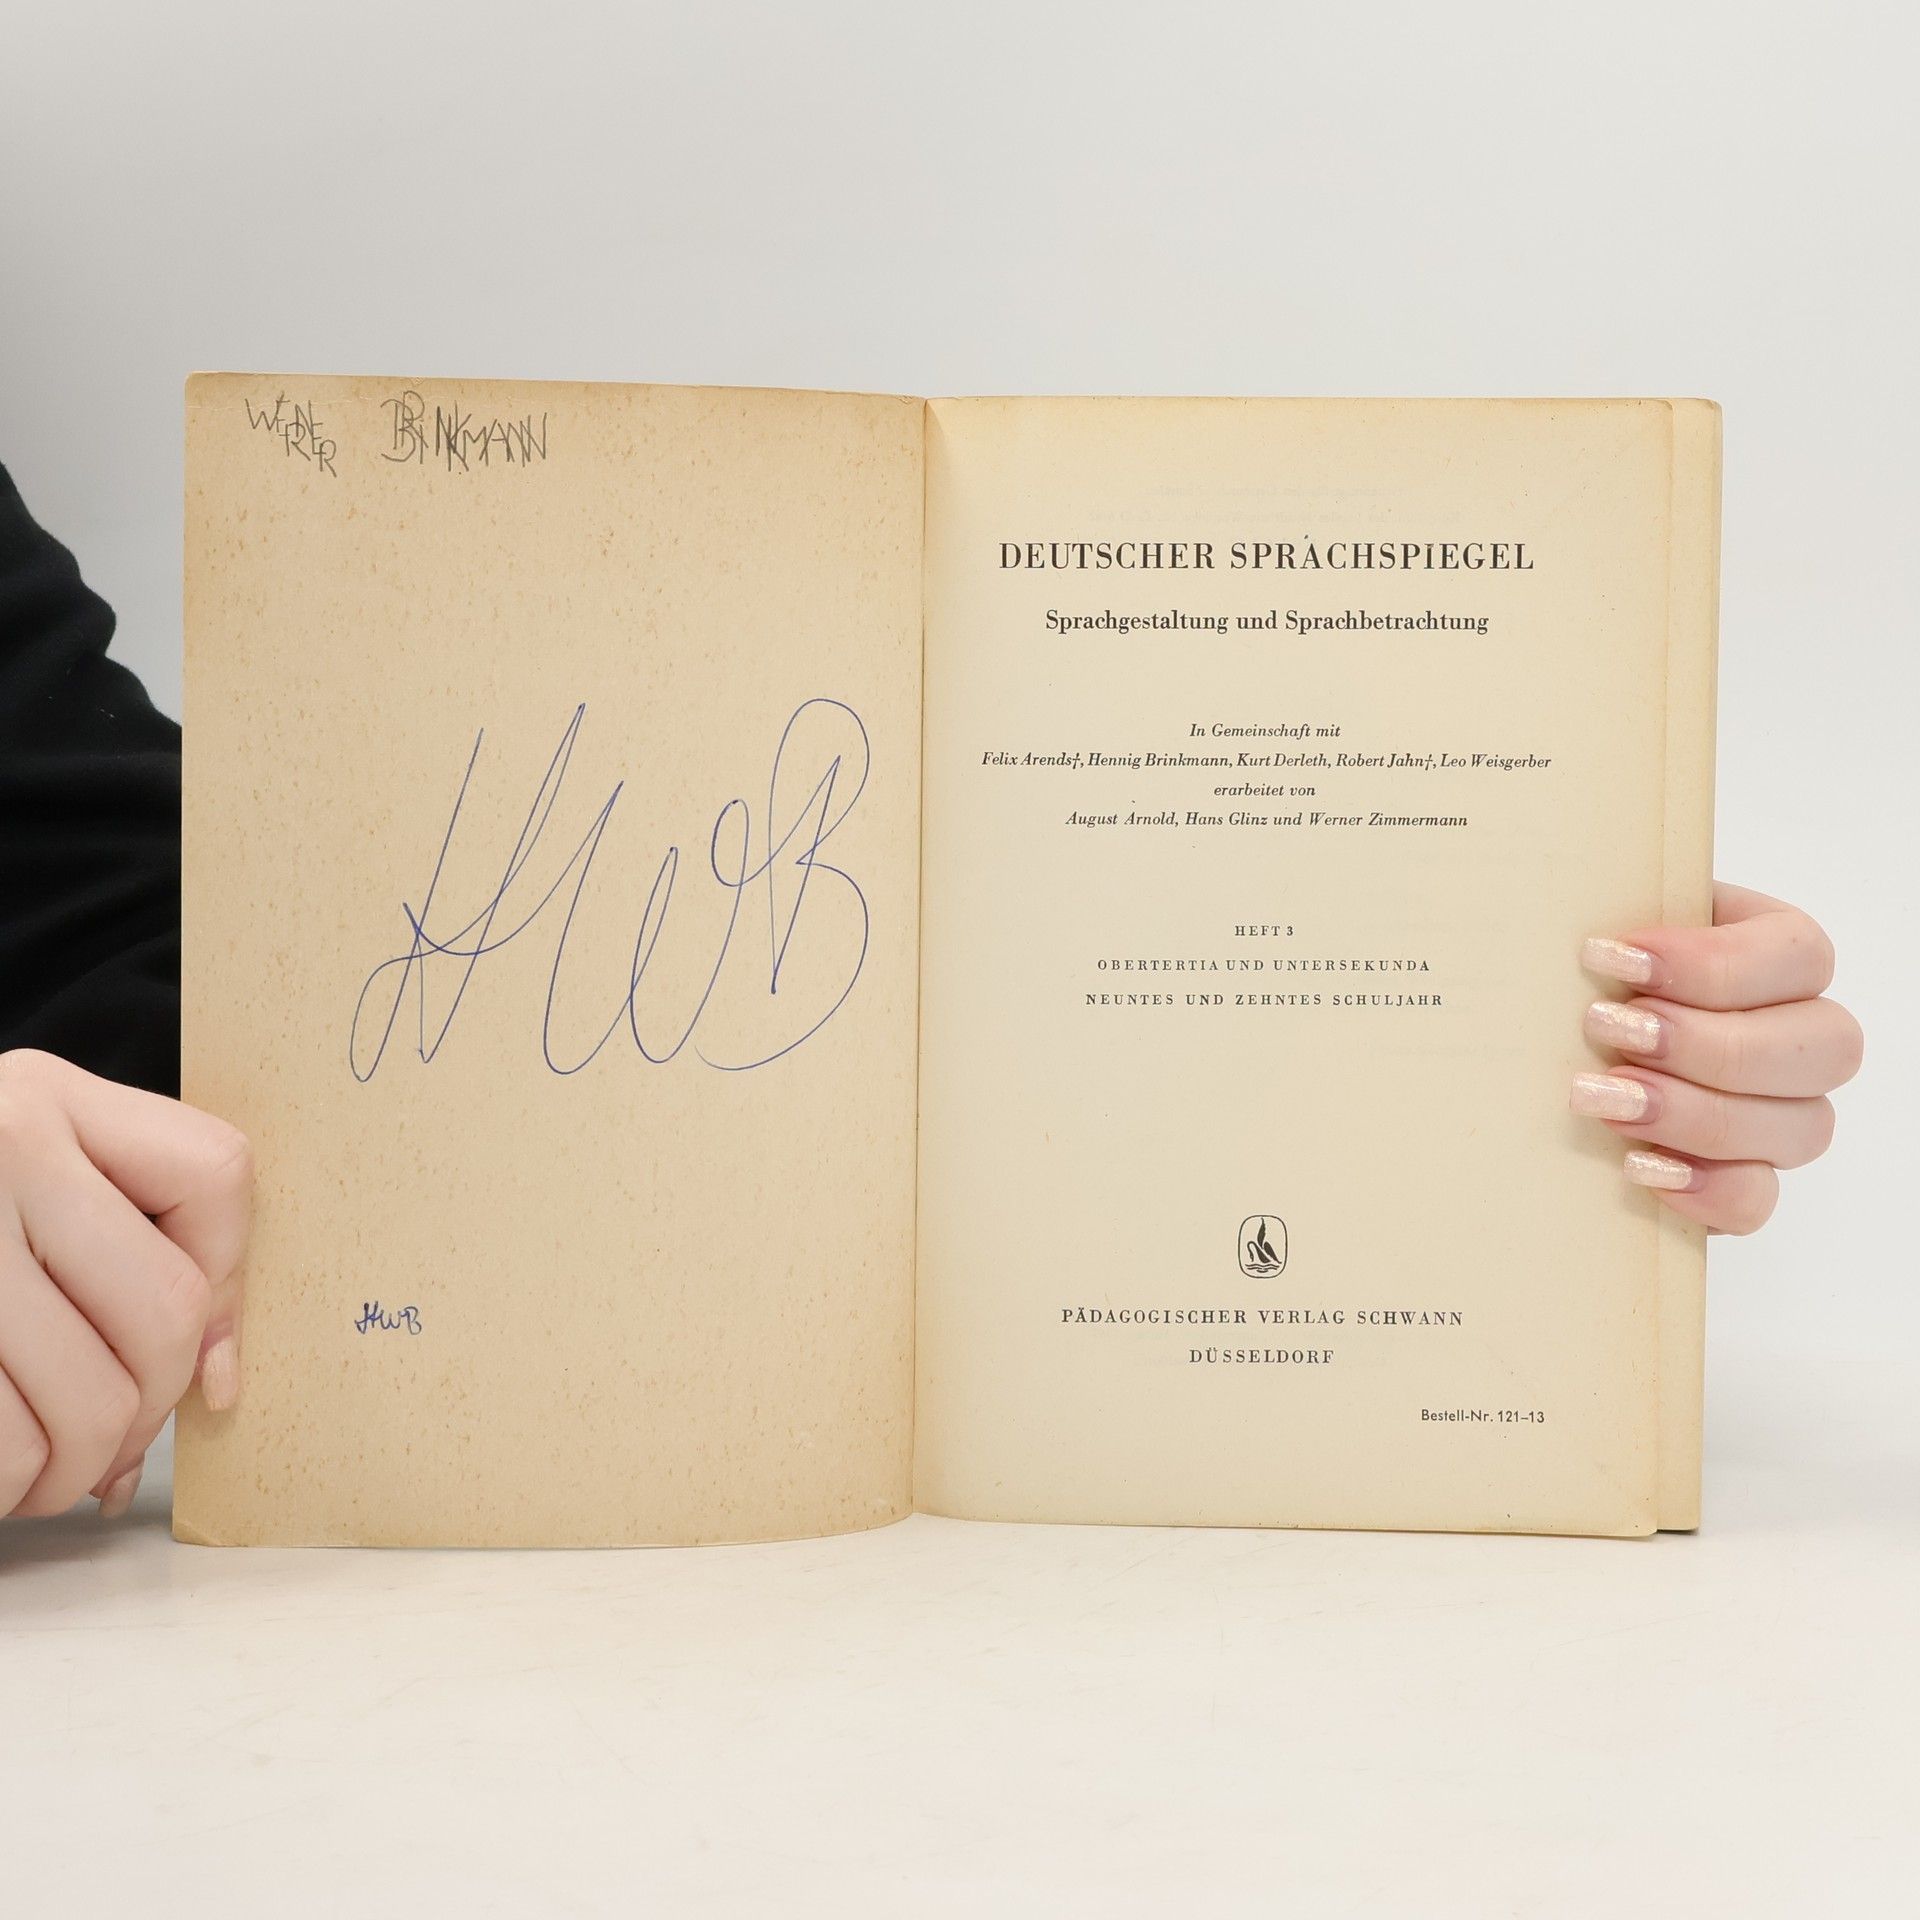 WERNER BRINKMANN
HWB
HWB
DEUTSCHER SPRACHSPIEGEL
Sprachgestaltung und Sprachbetrachtung
In Gemeinschaft mit
Felix Arends†, Hennig Brinkmann, Kurt Derleth, Robert Jahn†, Leo Weisgerber
erarbeitet von
August Arnold, Hans Glinz und Werner Zimmermann
HEFT 3
OBERTERTIA UND UNTERSEKUNDA
NEUNTES UND ZEHNTES SCHULJAHR
PÄDAGOGISCHER VERLAG SCHWANN
DÜSSELDORF
Bestell-Nr. 121–13